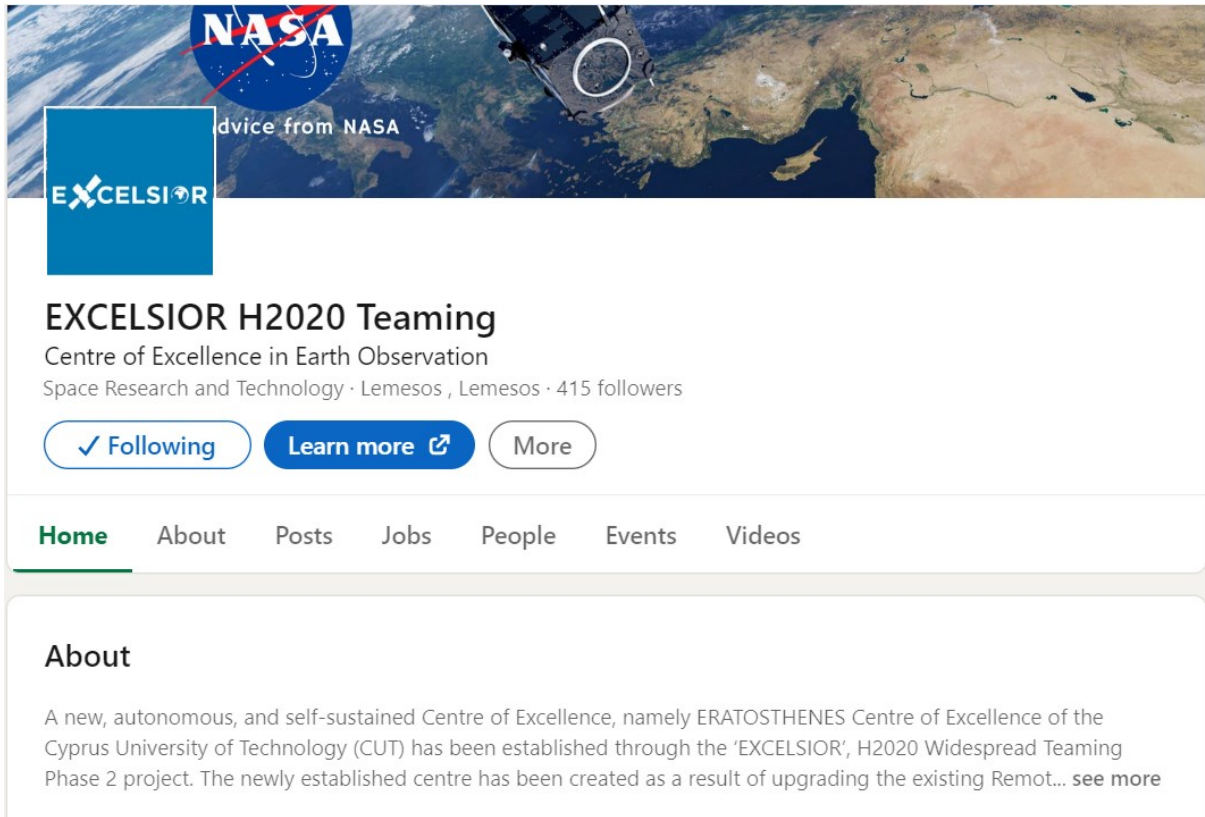 NASA
dvice from NASA
EXCELSIOR
EXCELSIOR H2020 Teaming
Centre of Excellence in Earth Observation
Space Research and Technology · Lemesos , Lemesos · 415 followers
✓ Following
Learn more
More
Home About Posts Jobs People Events Videos
About
A new, autonomous, and self-sustained Centre of Excellence, namely ERATOSTHENES Centre of Excellence of the
Cyprus University of Technology (CUT) has been established through the ‘EXCELSIOR’, H2020 Widespread Teaming
Phase 2 project. The newly established centre has been created as a result of upgrading the existing Remot... see more